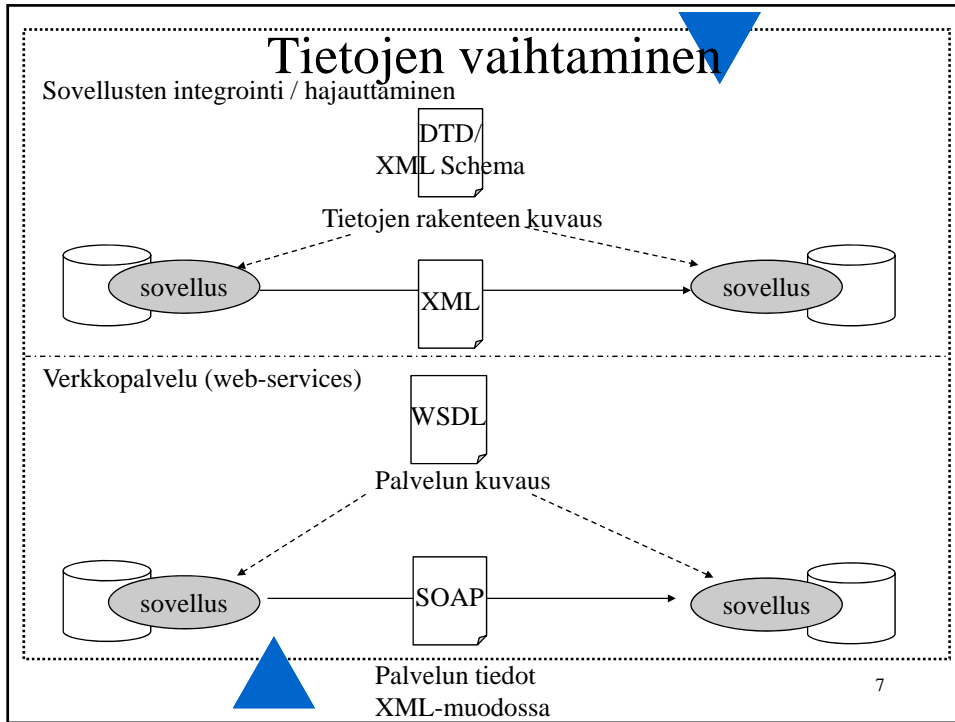 Tietojen vaihtaminen
Sovellusten integrointi / hajauttaminen
DTD/
XML Schema
Tietojen rakenteen kuvaus
sovellus
XML
sovellus
Verkkopalvelu (web-services)
WSDL
Palvelun kuvaus
sovellus
SOAP
sovellus
Palvelun tiedot
XML-muodossa
7